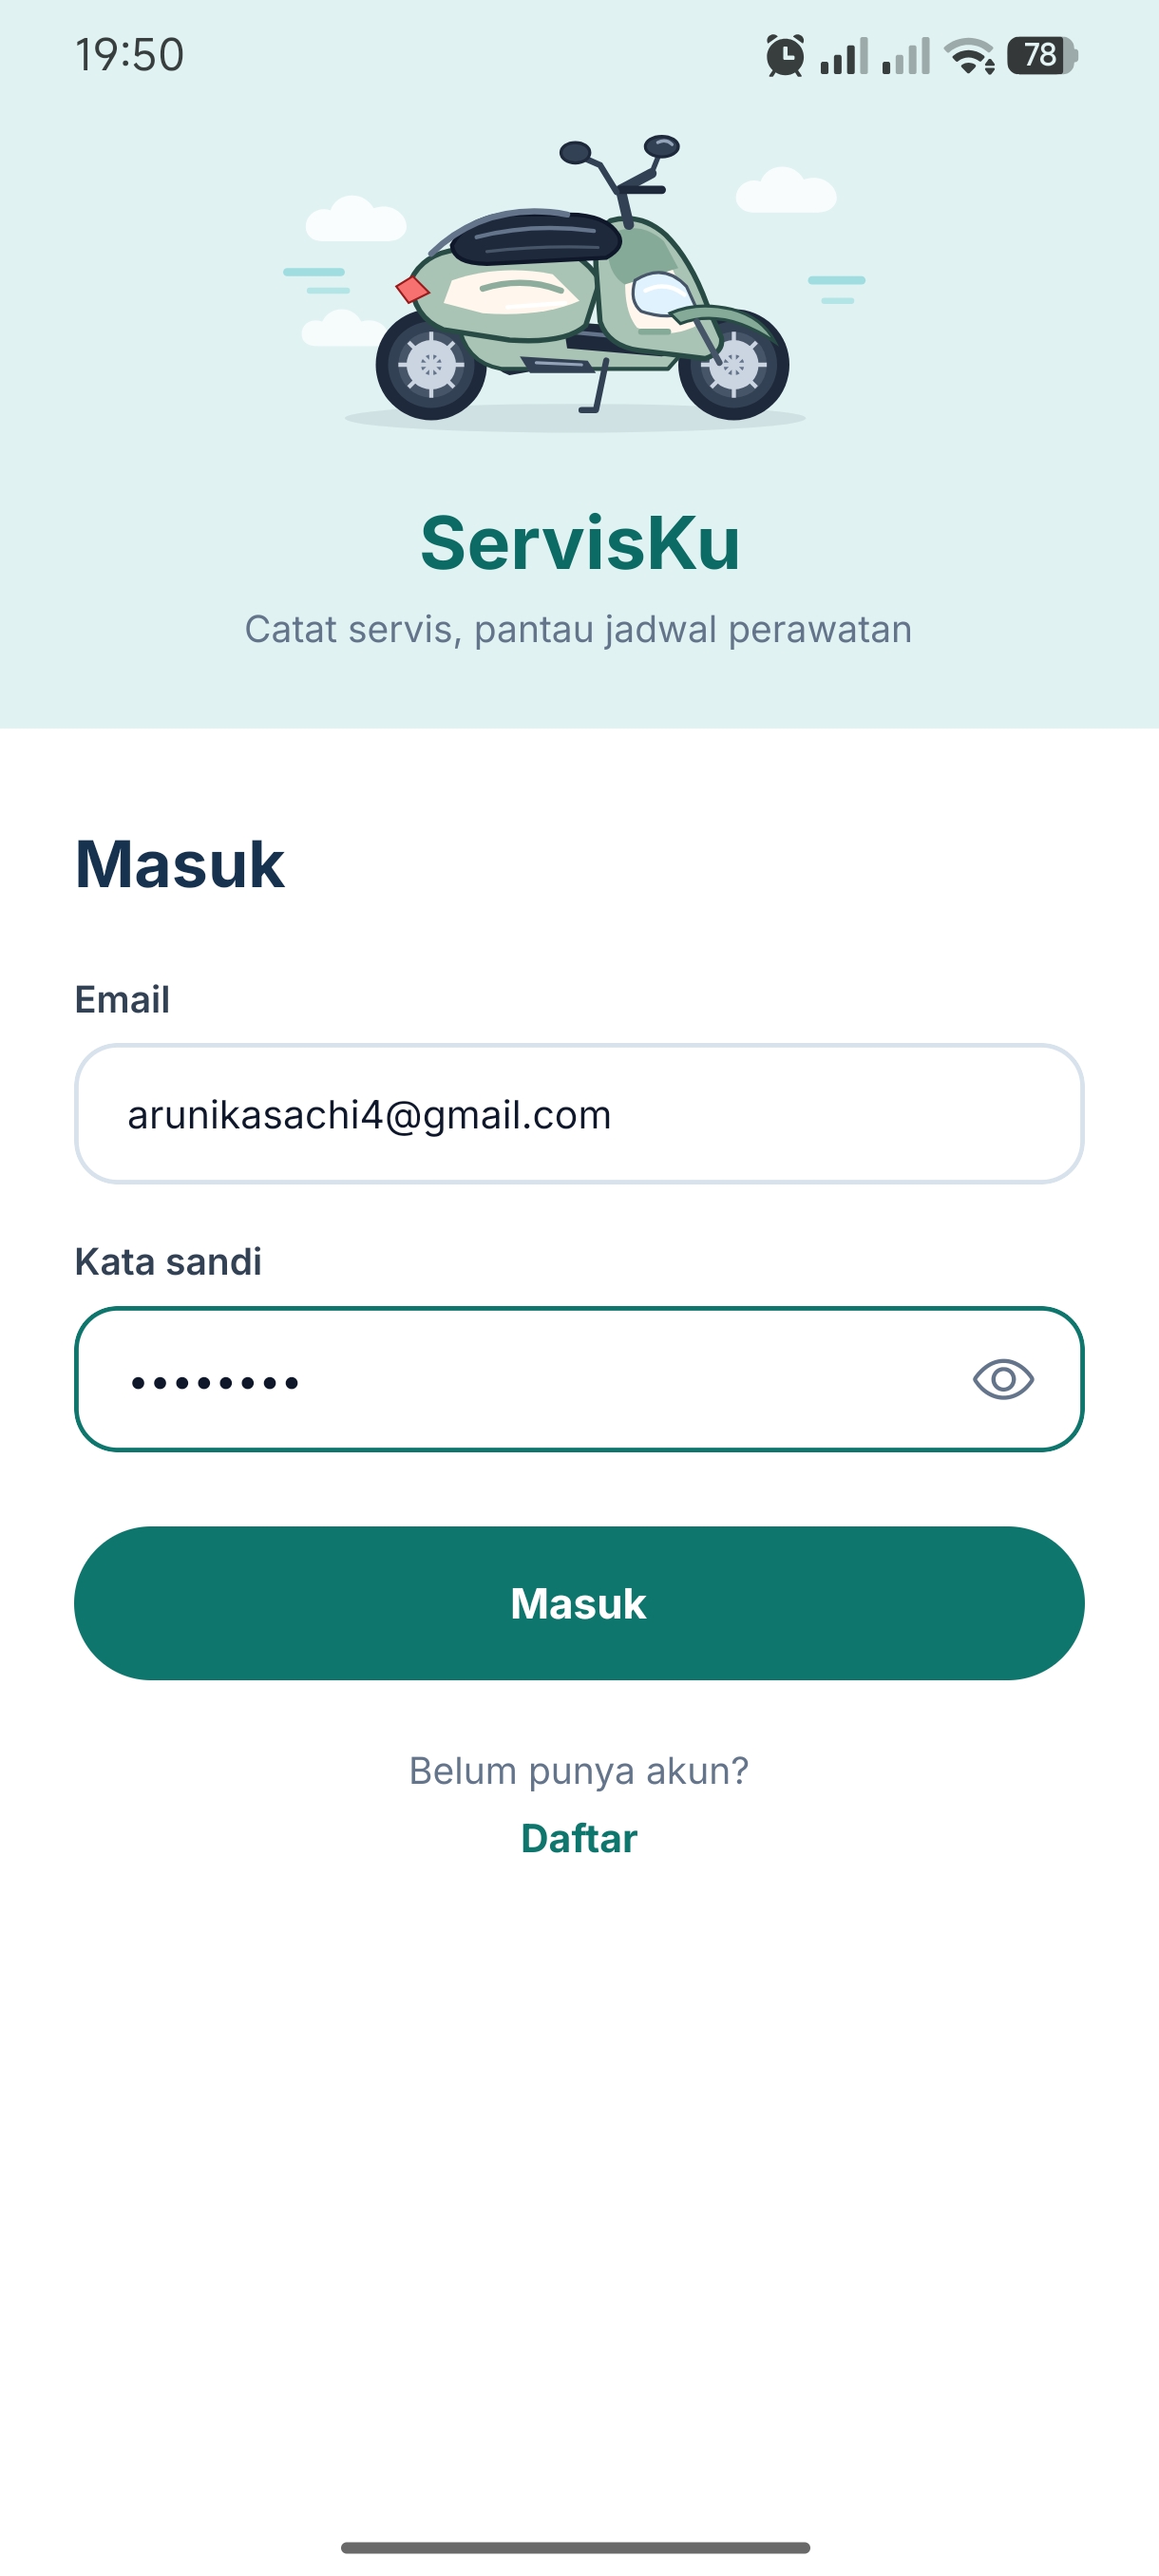 19:50
78
ServisKu
Catat servis, pantau jadwal perawatan
Masuk
Email
arunikasachi4@gmail.com
Kata sandi
••••••••
Masuk
Belum punya akun?
Daftar